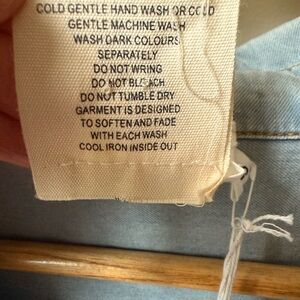 COLD GENTLE HAND WASH OR COLD
GENTLE MACHINE WASH
WASH DARK COLOURS
SEPARATELY
DO NOT WRING
DO NOT BLEACH
DO NOT TUMBLE DRY
GARMENT IS DESIGNED
TO SOFTEN AND FADE
WITH EACH WASH
COOL IRON INSIDE OUT